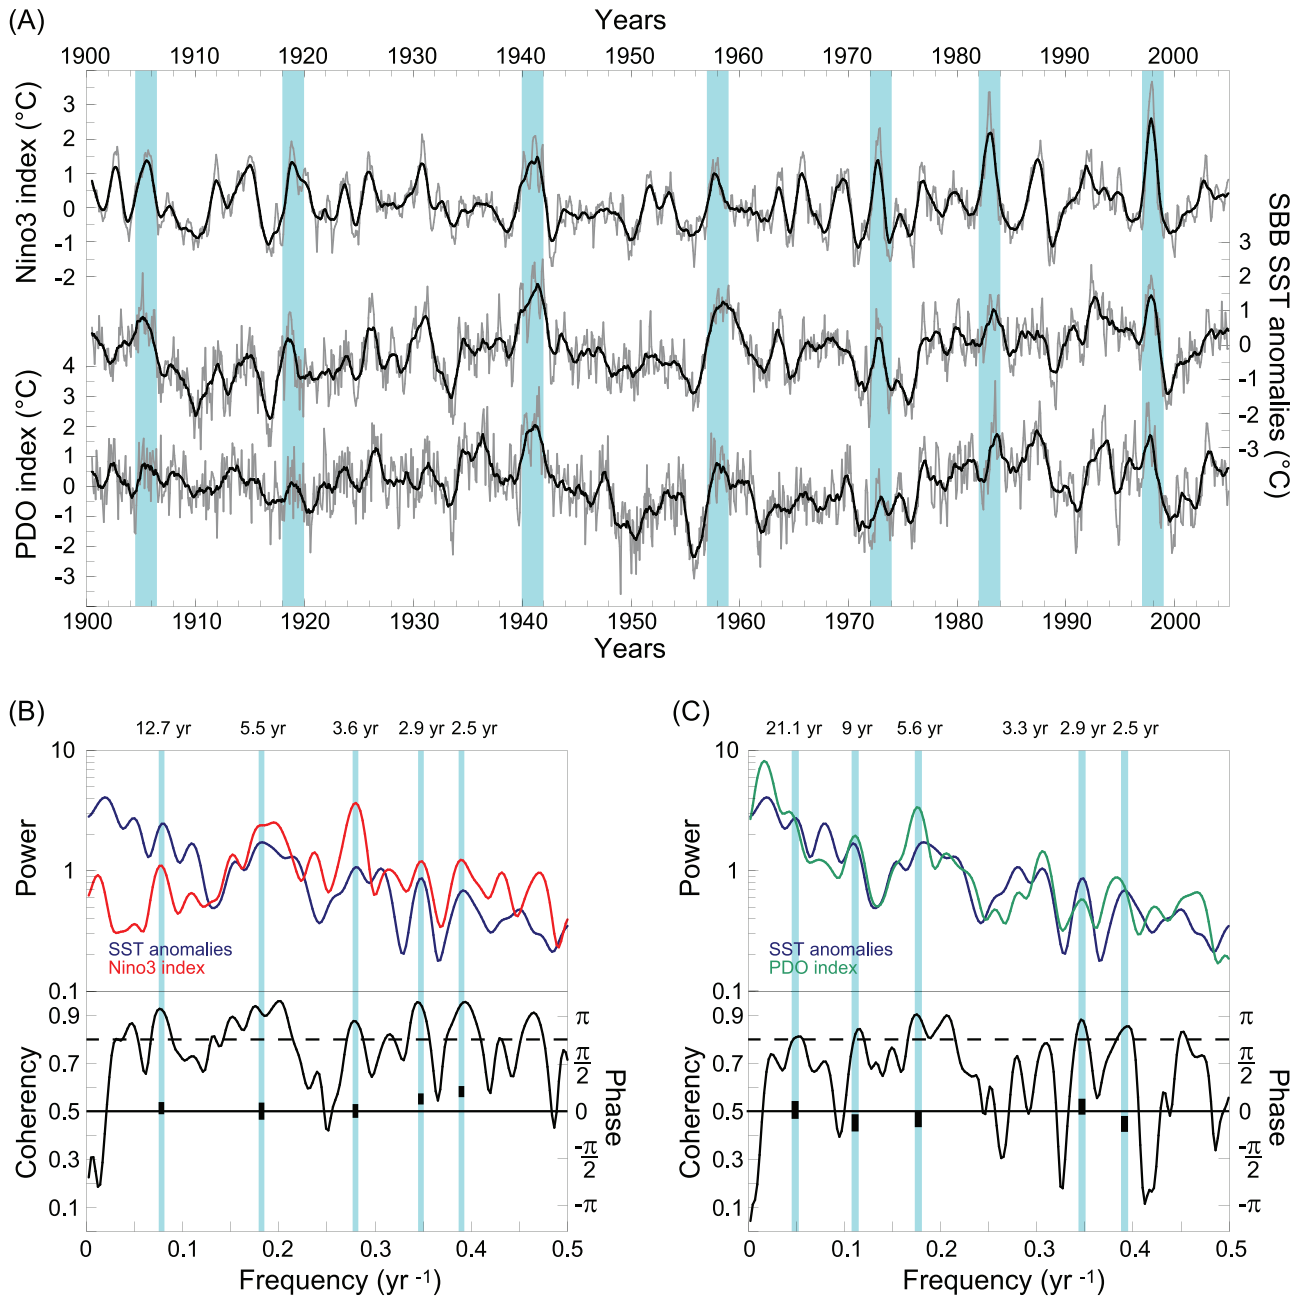 (A)
Years
1900 1910 1920 1930 1940 1950 1960 1970 1980 1990 2000
Nino3 index (°C)
3
2
1
0
-1
-2
SBB SST anomalies (°C)
3
2
1
0
-1
-2
-3
PDO index (°C)
4
3
2
1
0
-1
-2
-3
1900 1910 1920 1930 1940 1950 1960 1970 1980 1990 2000
Years
(B)
12.7 yr 5.5 yr 3.6 yr 2.9 yr 2.5 yr
Power
10
1
0.1
SST anomalies
Nino3 index
Coherency
0.9
0.7
0.5
0.3
0.1
Phase
π
π/2
0
-π/2
-π
0 0.1 0.2 0.3 0.4 0.5
Frequency (yr -1)
(C)
21.1 yr 9 yr 5.6 yr 3.3 yr 2.9 yr 2.5 yr
Power
10
1
0.1
SST anomalies
PDO index
Coherency
0.9
0.7
0.5
0.3
0.1
Phase
π
π/2
0
-π/2
-π
0 0.1 0.2 0.3 0.4 0.5
Frequency (yr -1)